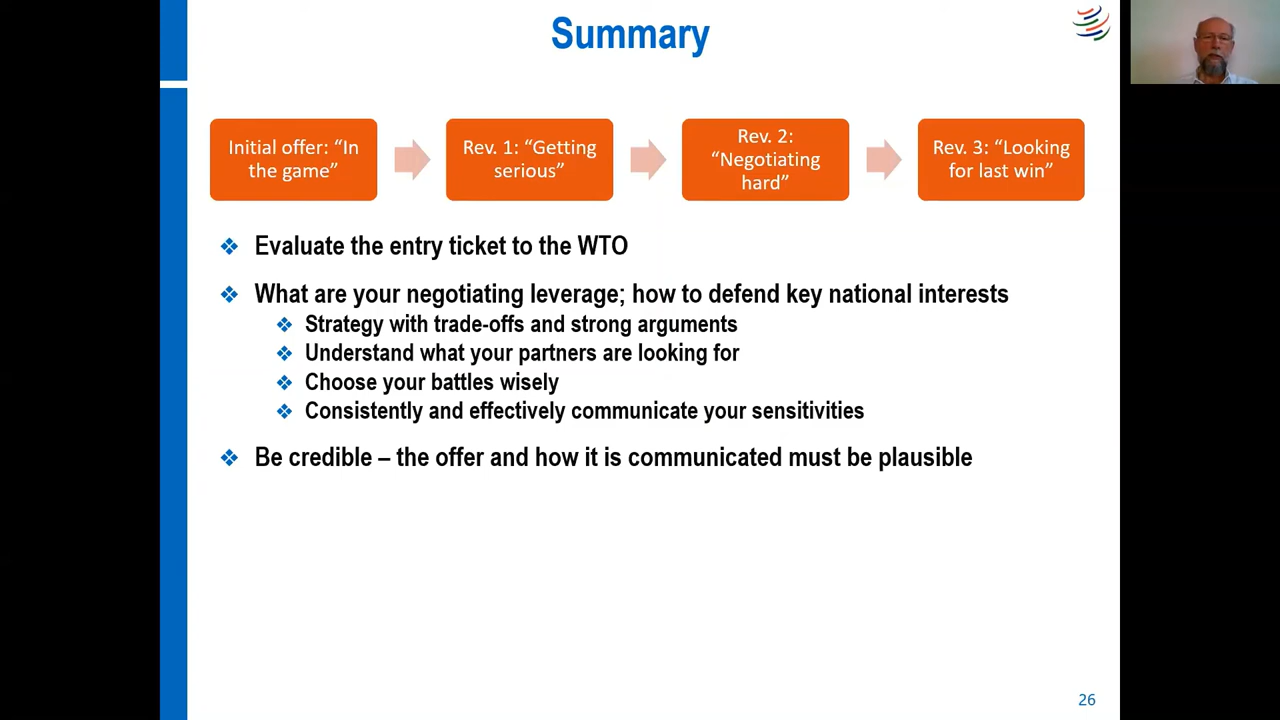 Summary
Initial offer: “In
the game”
Rev. 1: “Getting
serious”
Rev. 2:
“Negotiating
hard”
Rev. 3: “Looking
for last win”
Evaluate the entry ticket to the WTO
What are your negotiating leverage; how to defend key national interests
Strategy with trade-offs and strong arguments
Understand what your partners are looking for
Choose your battles wisely
Consistently and effectively communicate your sensitivities
Be credible – the offer and how it is communicated must be plausible
26